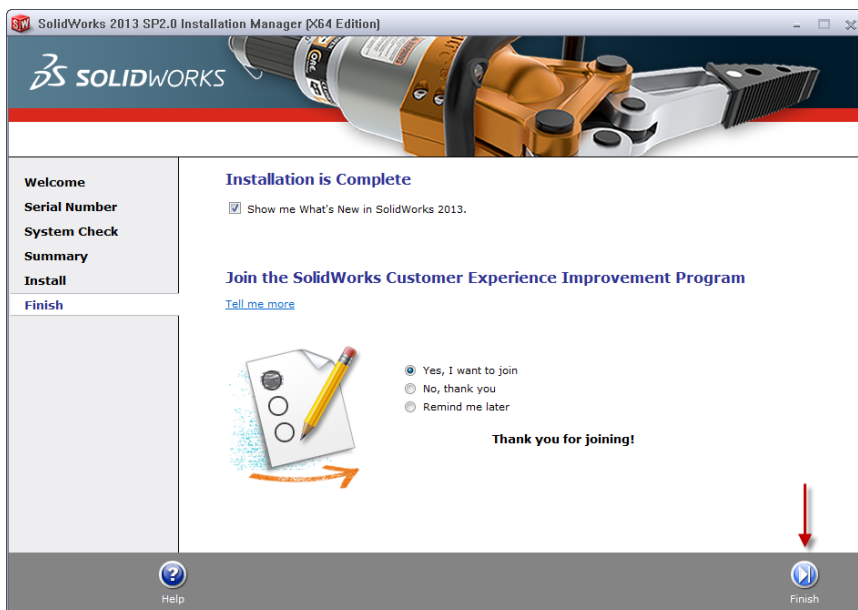 SolidWorks 2013 SP2.0 Installation Manager (X64 Edition)
SOLIDWORKS
Welcome
Serial Number
System Check
Summary
Install
Finish
Installation is Complete
Show me What's New in SolidWorks 2013.
Join the SolidWorks Customer Experience Improvement Program
Tell me more
Yes, I want to join
No, thank you
Remind me later
Thank you for joining!
Help
Finish